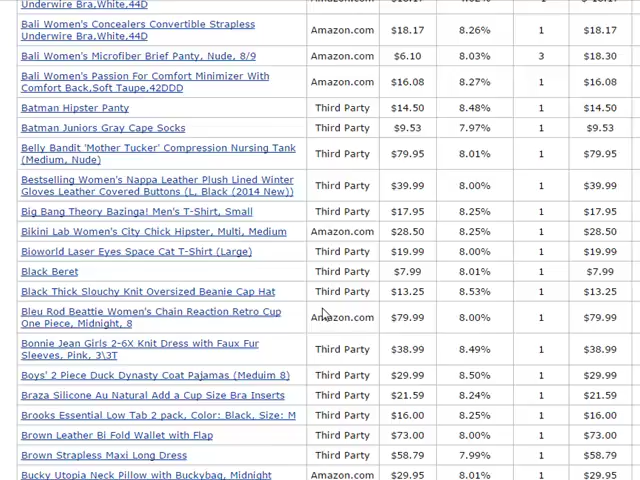 Underwire Bra,White,44D
Bali Women's Concealers Convertible Strapless
Underwire Bra,White,44D Amazon.com $18.17 8.26% 1 $18.17
Bali Women's Microfiber Brief Panty, Nude, 8/9 Amazon.com $6.10 8.03% 3 $18.30
Bali Women's Passion For Comfort Minimizer With
Comfort Back,Soft Taupe,42DDD Amazon.com $16.08 8.27% 1 $16.08
Batman Hipster Panty Third Party $14.50 8.48% 1 $14.50
Batman Juniors Gray Cape Socks Third Party $9.53 7.97% 1 $9.53
Belly Bandit 'Mother Tucker' Compression Nursing Tank
(Medium, Nude) Third Party $79.95 8.01% 1 $79.95
Bestselling Women's Nappa Leather Plush Lined Winter
Gloves Leather Covered Buttons (L, Black (2014 New)) Third Party $39.99 8.00% 1 $39.99
Big Bang Theory Bazinga! Men's T-Shirt, Small Third Party $17.95 8.25% 1 $17.95
Bikini Lab Women's City Chick Hipster, Multi, Medium Amazon.com $28.50 8.25% 1 $28.50
Bioworld Laser Eyes Space Cat T-Shirt (Large) Third Party $19.99 8.00% 1 $19.99
Black Beret Third Party $7.99 8.01% 1 $7.99
Black Thick Slouchy Knit Oversized Beanie Cap Hat Third Party $13.25 8.53% 1 $13.25
Bleu Rod Beattie Women's Chain Reaction Retro Cup
One Piece, Midnight, 8 Amazon.com $79.99 8.00% 1 $79.99
Bonnie Jean Girls 2-6X Knit Dress with Faux Fur
Sleeves, Pink, 3\3T Third Party $38.99 8.49% 1 $38.99
Boys' 2 Piece Duck Dynasty Coat Pajamas (Meduim 8) Third Party $29.99 8.50% 1 $29.99
Braza Silicone Au Natural Add a Cup Size Bra Inserts Third Party $21.59 8.24% 1 $21.59
Brooks Essential Low Tab 2 pack, Color: Black, Size: M Third Party $16.00 8.25% 1 $16.00
Brown Leather Bi Fold Wallet with Flap Third Party $73.00 8.00% 1 $73.00
Brown Strapless Maxi Long Dress Third Party $58.79 7.99% 1 $58.79
Bucky Utopia Neck Pillow with Buckybag, Midnight Amazon.com $29.95 8.01% 1 $29.95